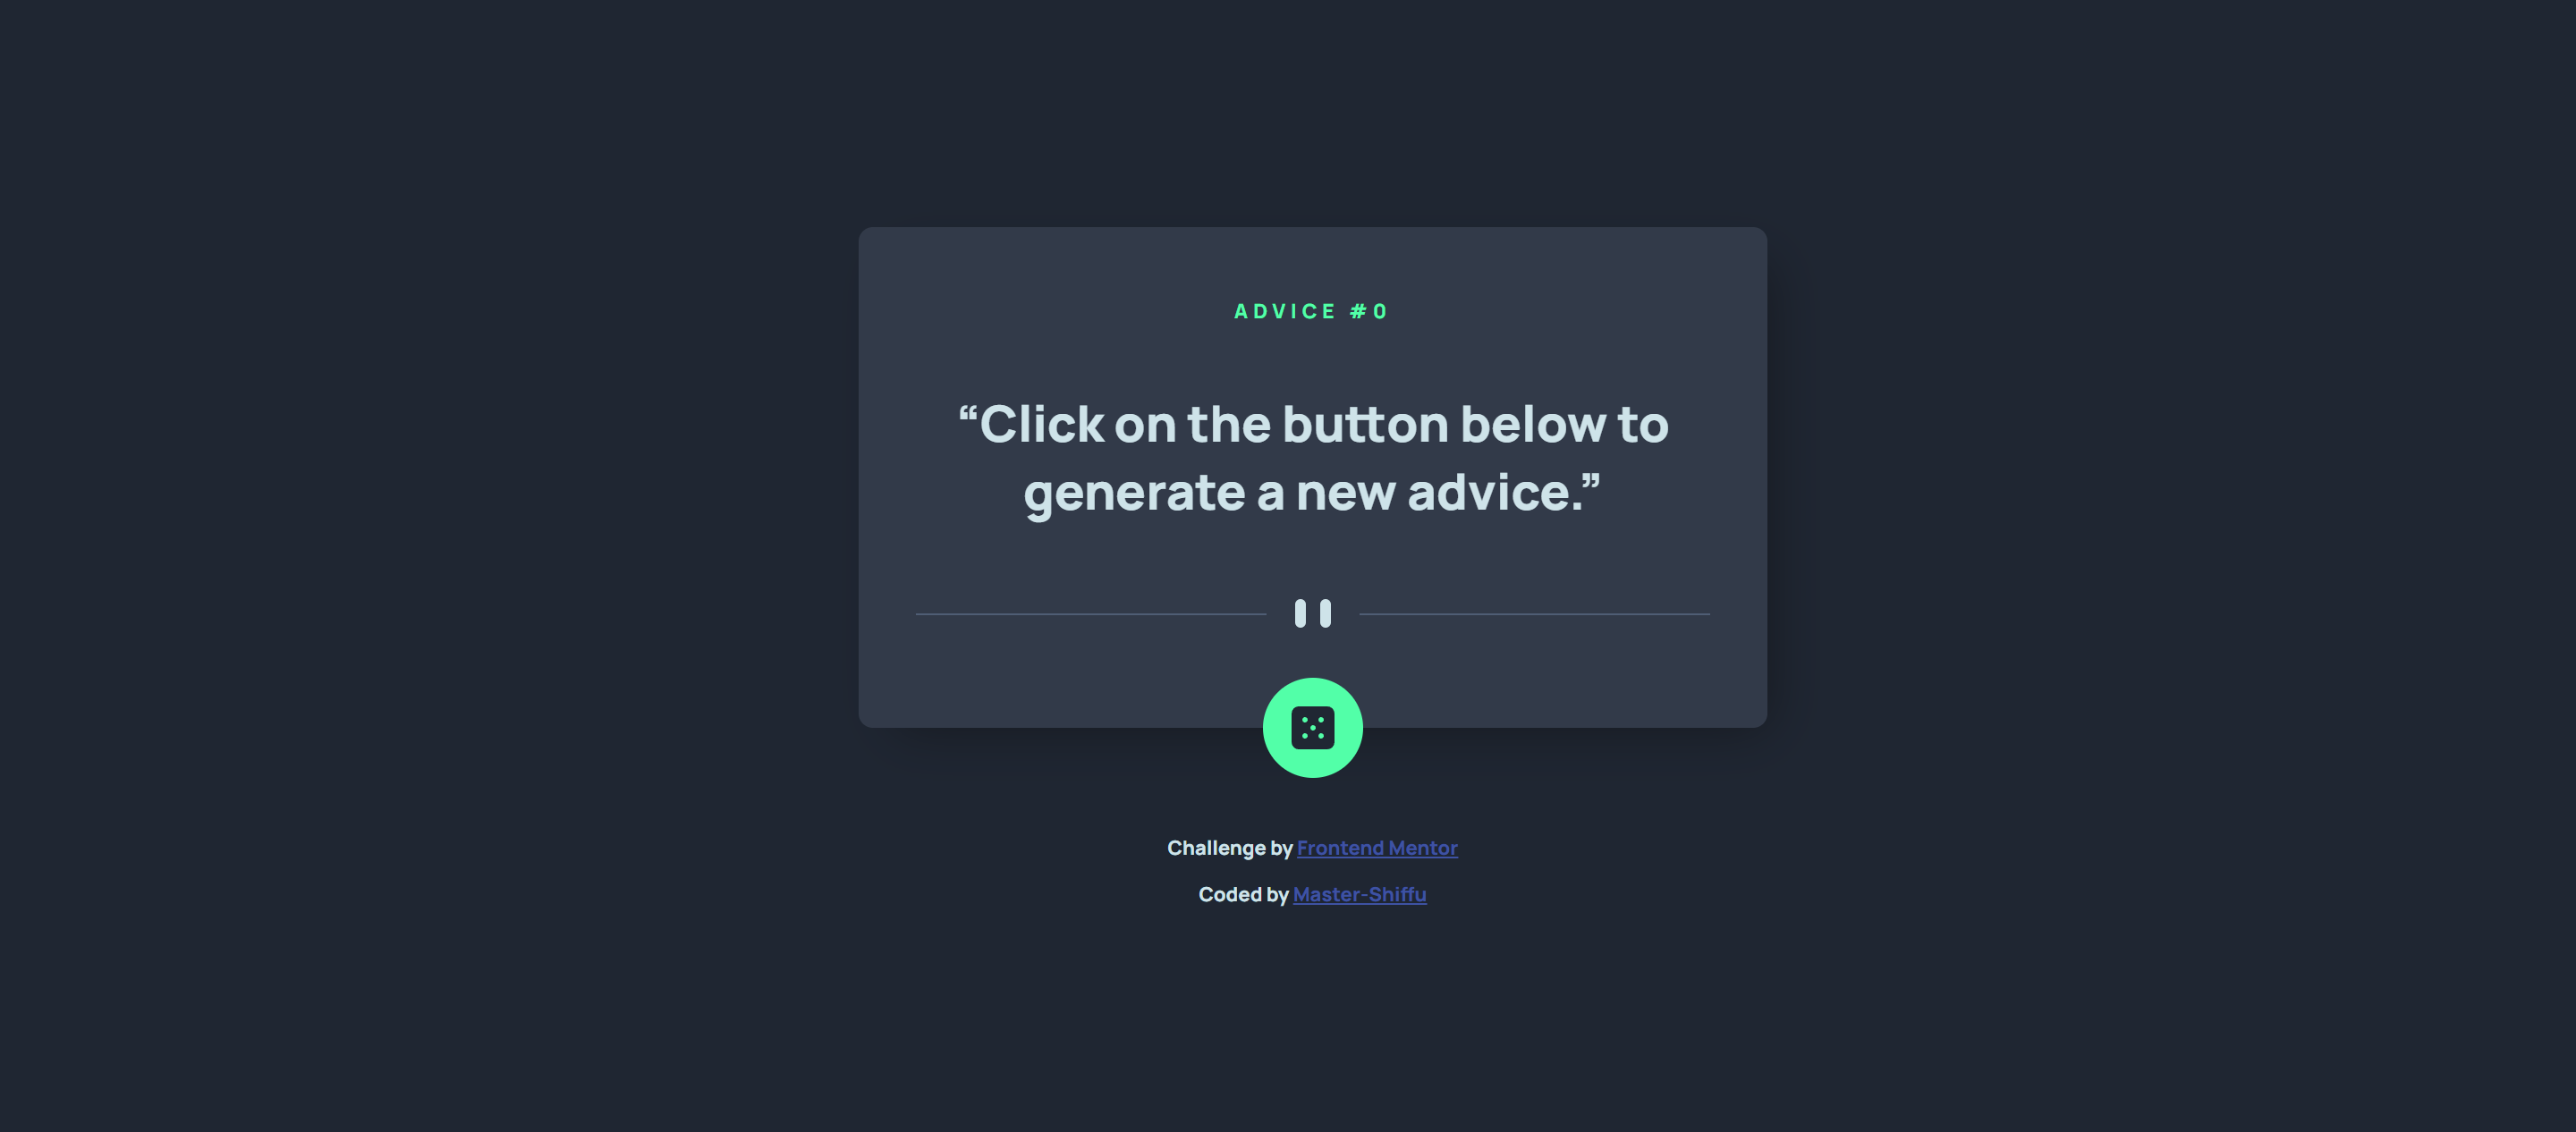 ADVICE #0
“Click on the button below to
generate a new advice.”
Challenge by Frontend Mentor
Coded by Master-Shiffu